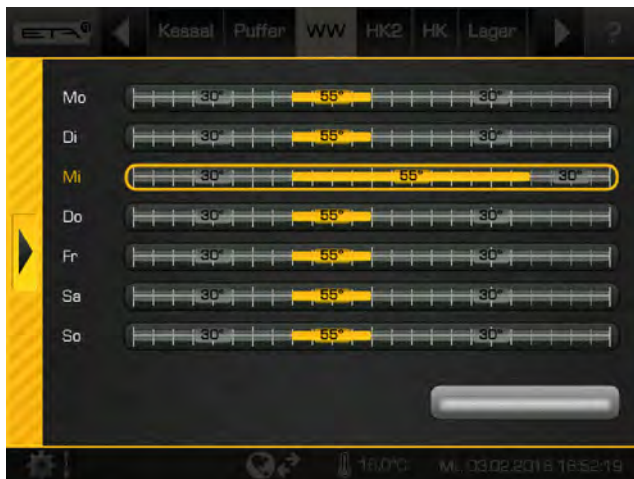 ETA Kessel Puffer WW HK2 HK Lager ?
Mo 30° 55° 30°
Di 30° 55° 30°
Mi 30° 55° 30°
Do 30° 55° 30°
Fr 30° 55° 30°
Sa 30° 55° 30°
So 30° 55° 30°
16,0°C Mi, 03.02.2016 16:52:19